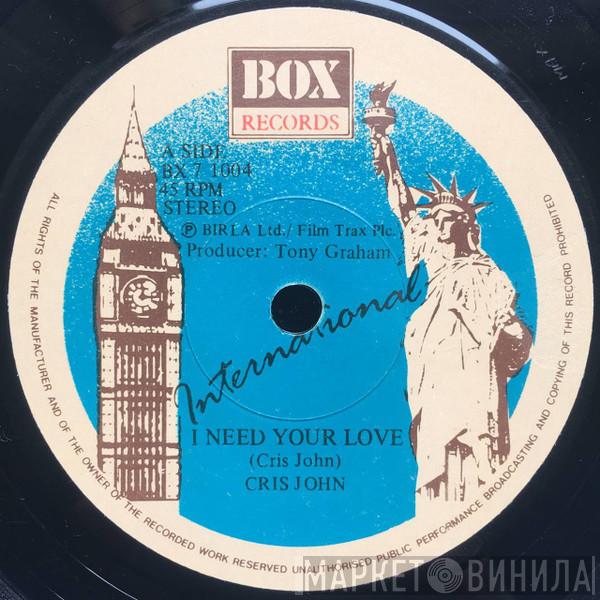 BOX
RECORDS
A SIDE
BX 7 1004
45 RPM
STEREO
℗ BIRLA Ltd./ Film Trax Plc.
Producer: Tony Graham
International
I NEED YOUR LOVE
(Cris John)
CRIS JOHN
ALL RIGHTS OF THE MANUFACTURER AND OF THE OWNER OF THE RECORDED WORK RESERVED UNAUTHORISED PUBLIC PERFORMANCE BROADCASTING AND COPYING OF THIS RECORD PROHIBITED
МАРКЕТ ВИНИЛА